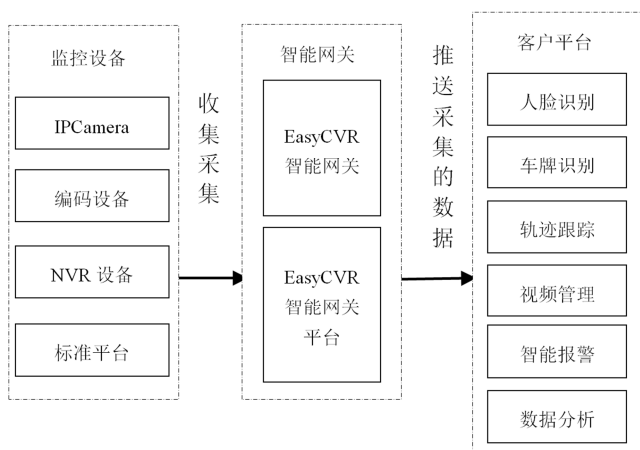 监控设备
IPCamera
编码设备
NVR 设备
标准平台
收集采集
智能网关
EasyCVR
智能网关
EasyCVR
智能网关
平台
推送采集的数据
客户平台
人脸识别
车牌识别
轨迹跟踪
视频管理
智能报警
数据分析